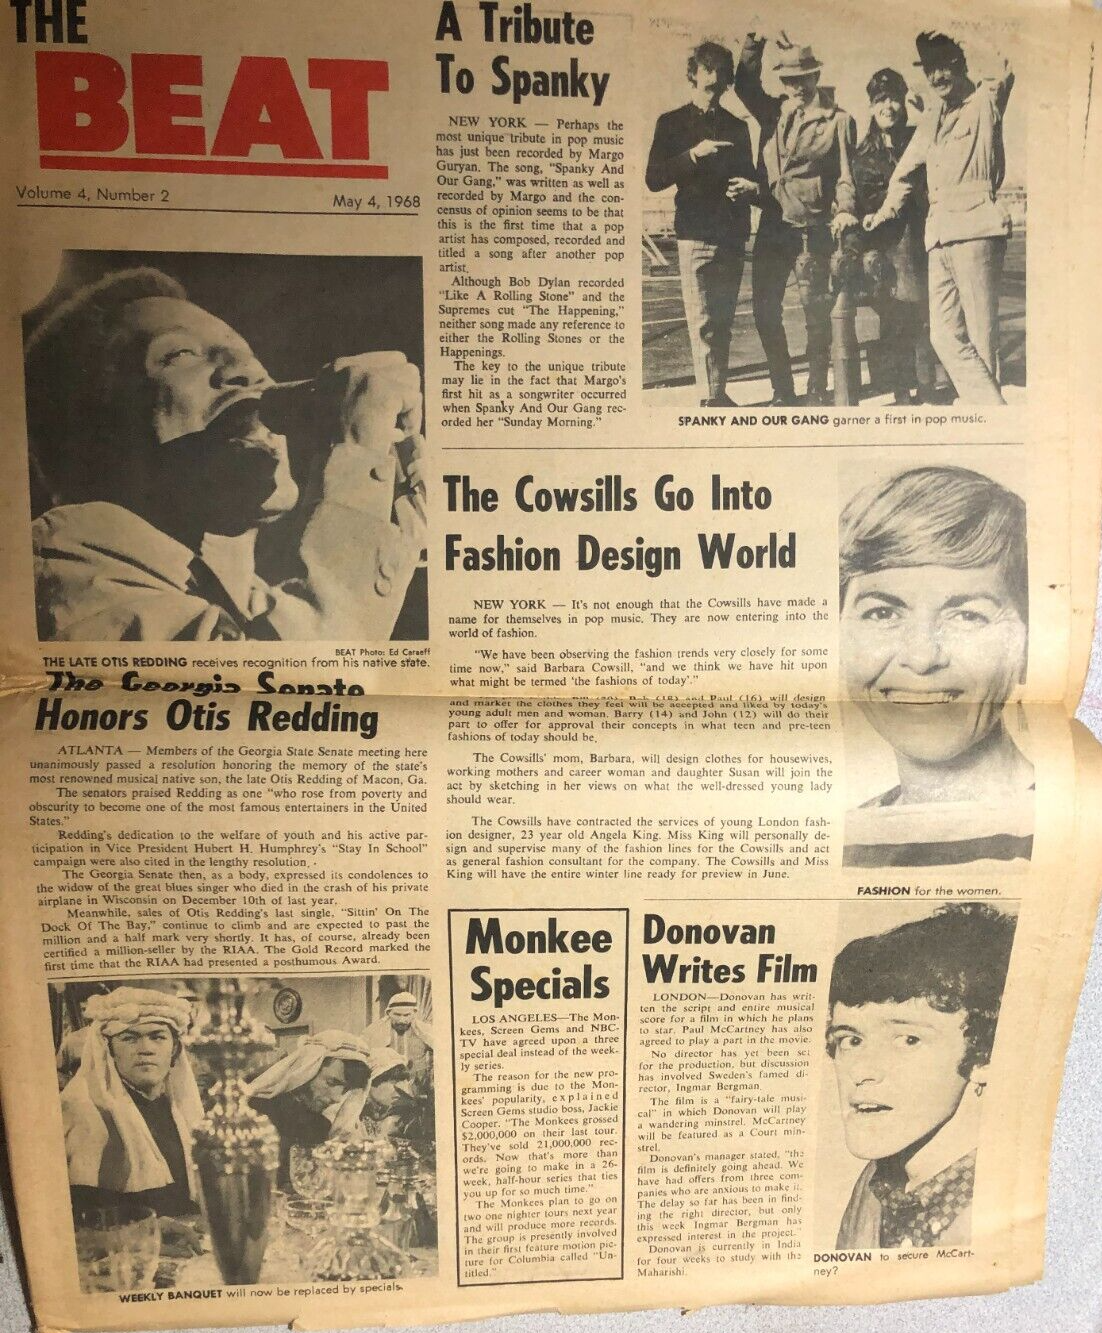 THE
BEAT
Volume 4, Number 2
May 4, 1968
BEAT Photo: Ed Caraeff
THE LATE OTIS REDDING receives recognition from his native state.
The Georgia Senate
Honors Otis Redding
ATLANTA — Members of the Georgia State Senate meeting here
unanimously passed a resolution honoring the memory of the state's
most renowned musical native son, the late Otis Redding of Macon, Ga.
The senators praised Redding as one "who rose from poverty and
obscurity to become one of the most famous entertainers in the United
States."
Redding's dedication to the welfare of youth and his active par-
ticipation in Vice President Hubert H. Humphrey's "Stay In School"
campaign were also cited in the lengthy resolution.
The Georgia Senate then, as a body, expressed its condolences to
the widow of the great blues singer who died in the crash of his private
airplane in Wisconsin on December 10th of last year.
Meanwhile, sales of Otis Redding's last single, "Sittin' On The
Dock Of The Bay," continue to climb and are expected to past the
million and a half mark very shortly. It has, of course, already been
certified a million-seller by the RIAA. The Gold Record marked the
first time that the RIAA had presented a posthumous Award.
WEEKLY BANQUET will now be replaced by specials.
A Tribute
To Spanky
NEW YORK — Perhaps the
most unique tribute in pop music
has just been recorded by Margo
Guryan. The song, "Spanky And
Our Gang," was written as well as
recorded by Margo and the con-
census of opinion seems to be that
this is the first time that a pop
artist has composed, recorded and
titled a song after another pop
artist.
Although Bob Dylan recorded
"Like A Rolling Stone" and the
Supremes cut "The Happening,"
neither song made any reference to
either the Rolling Stones or the
Happenings.
The key to the unique tribute
may lie in the fact that Margo's
first hit as a songwriter occurred
when Spanky And Our Gang rec-
orded her "Sunday Morning."
SPANKY AND OUR GANG garner a first in pop music.
The Cowsills Go Into
Fashion Design World
NEW YORK — It's not enough that the Cowsills have made a
name for themselves in pop music. They are now entering into the
world of fashion.
"We have been observing the fashion trends very closely for some
time now," said Barbara Cowsill, "and we think we have hit upon
what might be termed 'the fashions of today'."
(18) and Paul (16) will design
and market the clothes they feel will be accepted and liked by today's
young adult men and woman. Barry (14) and John (12) will do their
part to offer for approval their concepts in what teen and pre-teen
fashions of today should be.
The Cowsills' mom, Barbara, will design clothes for housewives,
working mothers and career woman and daughter Susan will join the
act by sketching in her views on what the well-dressed young lady
should wear.
The Cowsills have contracted the services of young London fash-
ion designer, 23 year old Angela King. Miss King will personally de-
sign and supervise many of the fashion lines for the Cowsills and act
as general fashion consultant for the company. The Cowsills and Miss
King will have the entire winter line ready for preview in June.
FASHION for the women.
Monkee
Specials
LOS ANGELES—The Mon-
kees, Screen Gems and NBC-
TV have agreed upon a three
special deal instead of the week-
ly series.
The reason for the new pro-
gramming is due to the Mon-
kees' popularity, explained
Screen Gems studio boss, Jackie
Cooper. "The Monkees grossed
$2,000,000 on their last tour.
They've sold 21,000,000 rec-
ords. Now that's more than
we're going to make in a 26-
week, half-hour series that ties
you up for so much time."
The Monkees plan to go on
two one nighter tours next year
and will produce more records.
The group is presently involved
in their first feature motion pic-
ture for Columbia called "Un-
titled."
Donovan
Writes Film
LONDON—Donovan has writ-
ten the script and entire musical
score for a film in which he plans
to star. Paul McCartney has also
agreed to play a part in the movie.
No director has yet been set
for the production, but discussion
has involved Sweden's famed di-
rector, Ingmar Bergman.
The film is a "fairy-tale musi-
cal" in which Donovan will play
a wandering minstrel. McCartney
will be featured as a Court min-
strel.
Donovan's manager stated, "the
film is definitely going ahead. We
have had offers from three com-
panies who are anxious to make it.
The delay so far has been in find-
ing the right director, but only
this week Ingmar Bergman has
expressed interest in the project."
Donovan is currently in India
for four weeks to study with the
Maharishi.
DONOVAN to secure McCart-
ney?